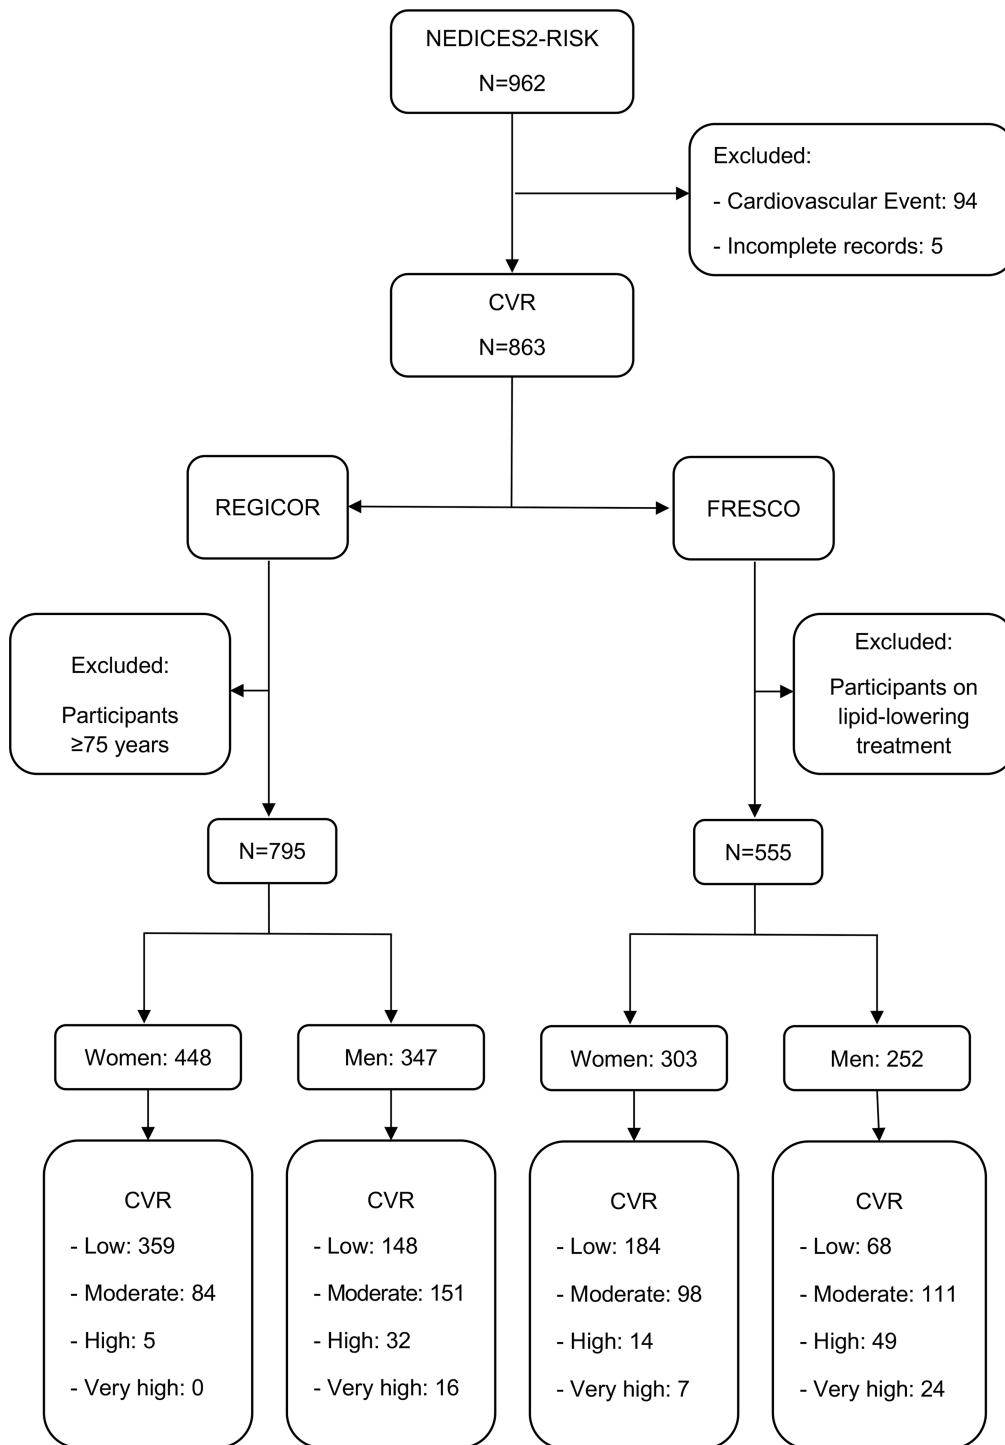 NEDICES2-RISK
N=962
Excluded:
- Cardiovascular Event: 94
- Incomplete records: 5
CVR
N=863
REGICOR
FRESCO
Excluded:
Participants
≥75 years
Excluded:
Participants on
lipid-lowering
treatment
N=795
N=555
Women: 448
Men: 347
Women: 303
Men: 252
CVR
- Low: 359
- Moderate: 84
- High: 5
- Very high: 0
CVR
- Low: 148
- Moderate: 151
- High: 32
- Very high: 16
CVR
- Low: 184
- Moderate: 98
- High: 14
- Very high: 7
CVR
- Low: 68
- Moderate: 111
- High: 49
- Very high: 24